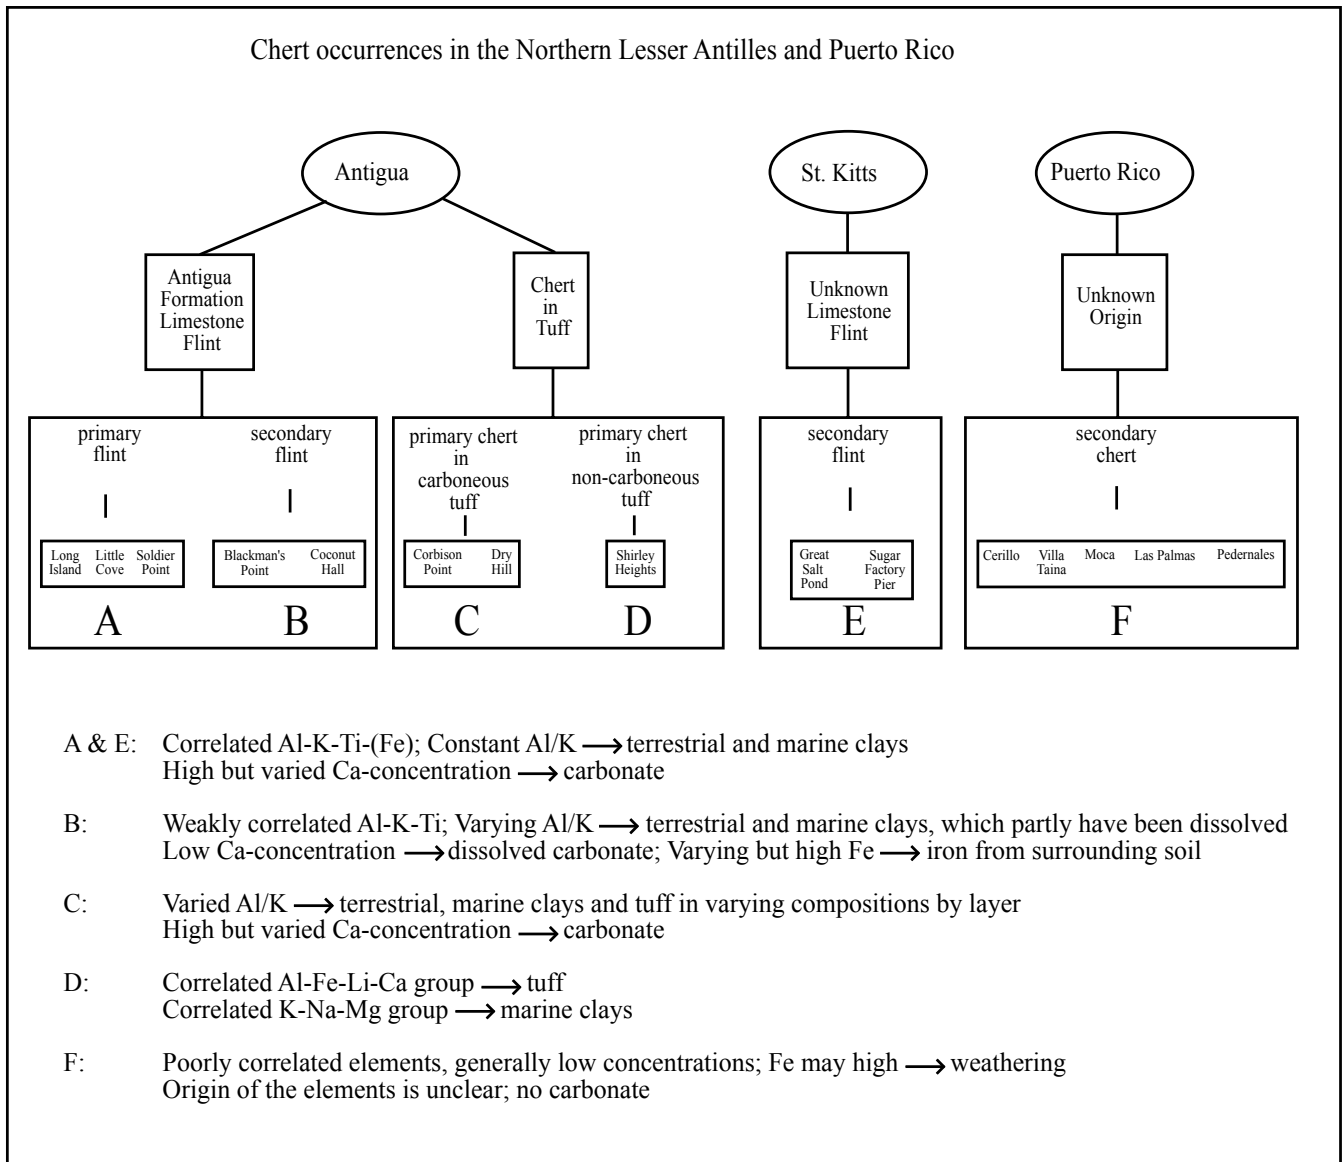 Chert occurrences in the Northern Lesser Antilles and Puerto Rico
Antigua
St. Kitts
Puerto Rico
Antigua
Formation
Limestone
Flint
Chert
in
Tuff
Unknown
Limestone
Flint
Unknown
Origin
primary
flint
secondary
flint
primary chert
in
carboneous
tuff
primary chert
in
non-carboneous
tuff
secondary
flint
secondary
chert
Long
Island
Little
Cove
Soldier
Point
Blackman's
Point
Coconut
Hall
Corbison
Point
Dry
Hill
Shirley
Heights
Great
Salt
Pond
Sugar
Factory
Pier
Cerillo
Villa
Taina
Moca
Las Palmas
Pedernales
A
B
C
D
E
F
A & E: Correlated Al-K-Ti-(Fe); Constant Al/K → terrestrial and marine clays
High but varied Ca-concentration → carbonate
B: Weakly correlated Al-K-Ti; Varying Al/K → terrestrial and marine clays, which partly have been dissolved
Low Ca-concentration → dissolved carbonate; Varying but high Fe → iron from surrounding soil
C: Varied Al/K → terrestrial, marine clays and tuff in varying compositions by layer
High but varied Ca-concentration → carbonate
D: Correlated Al-Fe-Li-Ca group → tuff
Correlated K-Na-Mg group → marine clays
F: Poorly correlated elements, generally low concentrations; Fe may high → weathering
Origin of the elements is unclear; no carbonate